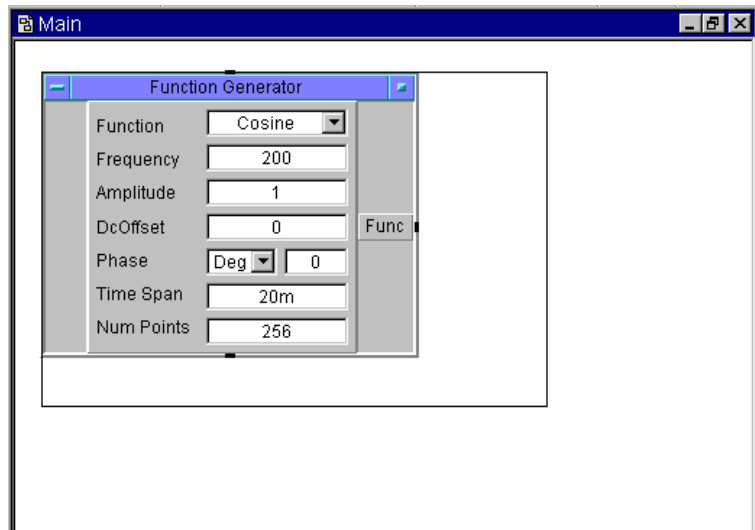 Main
Function Generator
Function Cosine
Frequency 200
Amplitude 1
DcOffset 0 Func
Phase Deg 0
Time Span 20m
Num Points 256